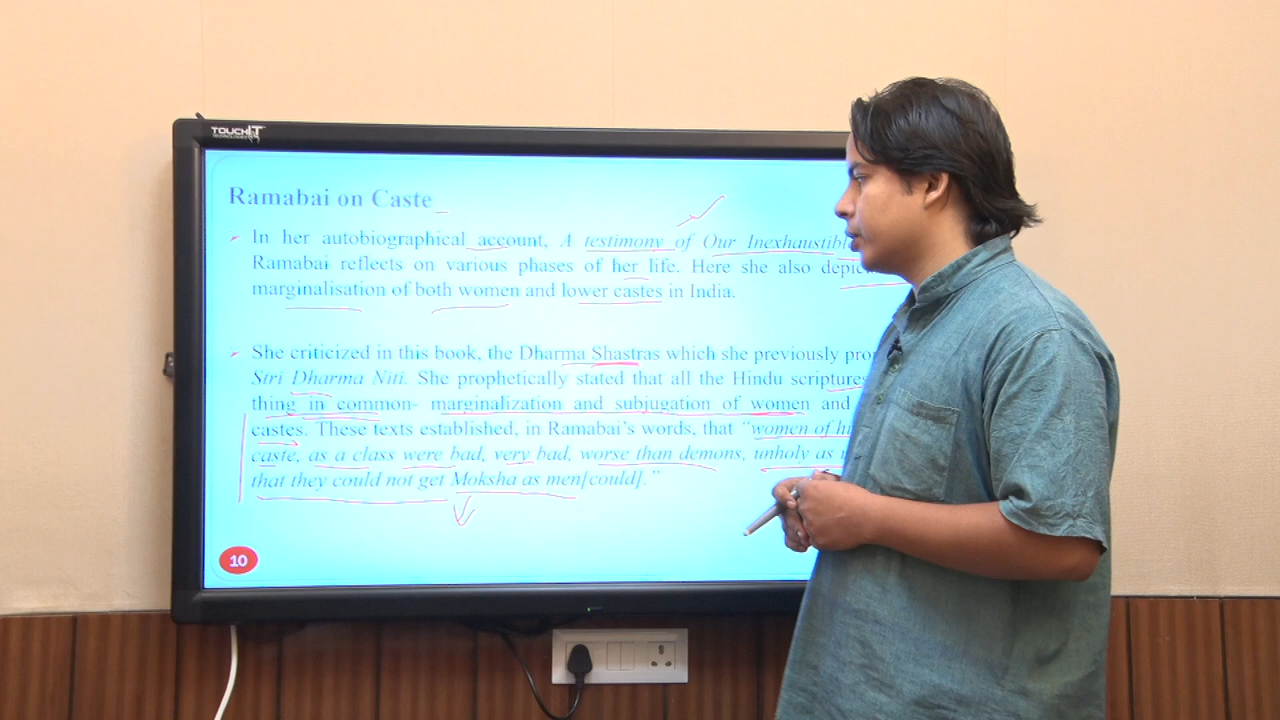 TOUCHIT
TECHNOLOGIES
Ramabai on Caste
In her autobiographical account, A testimony of Our
Ramabai reflects on various phases of her life. Here she also
marginalisation of both women and lower castes in India.
She criticized in this book, the Dharma Shastras which she previously
Stri Dharma Niti. She prophetically stated that all the Hindu scriptures
thing in common- marginalization and subjugation of women and
castes. These texts established, in Ramabai's words, that "women of
caste, as a class were bad, very bad, worse than demons, unholy as
that they could not get Moksha as men[could]."
10